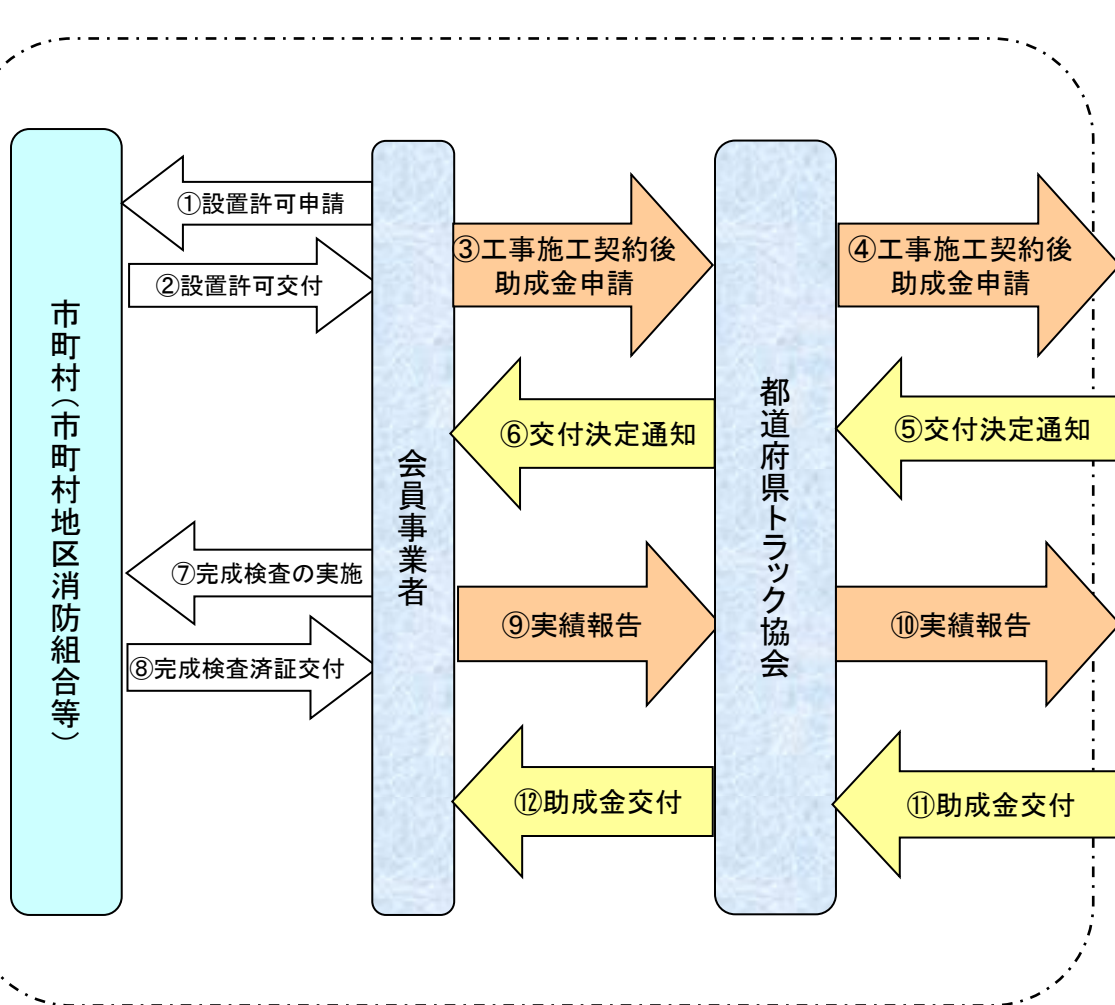 市町村（市町村地区消防組合等）
①設置許可申請
②設置許可交付
⑦完成検査の実施
⑧完成検査済証交付
会員事業者
③工事施工契約後
助成金申請
⑥交付決定通知
⑨実績報告
⑫助成金交付
都道府県トラック協会
④工事施工契約後
助成金申請
⑤交付決定通知
⑩実績報告
⑪助成金交付